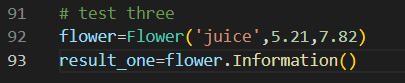 91 # test three
92 flower=Flower('juice',5.21,7.82)
93 result_one=flower.Information()